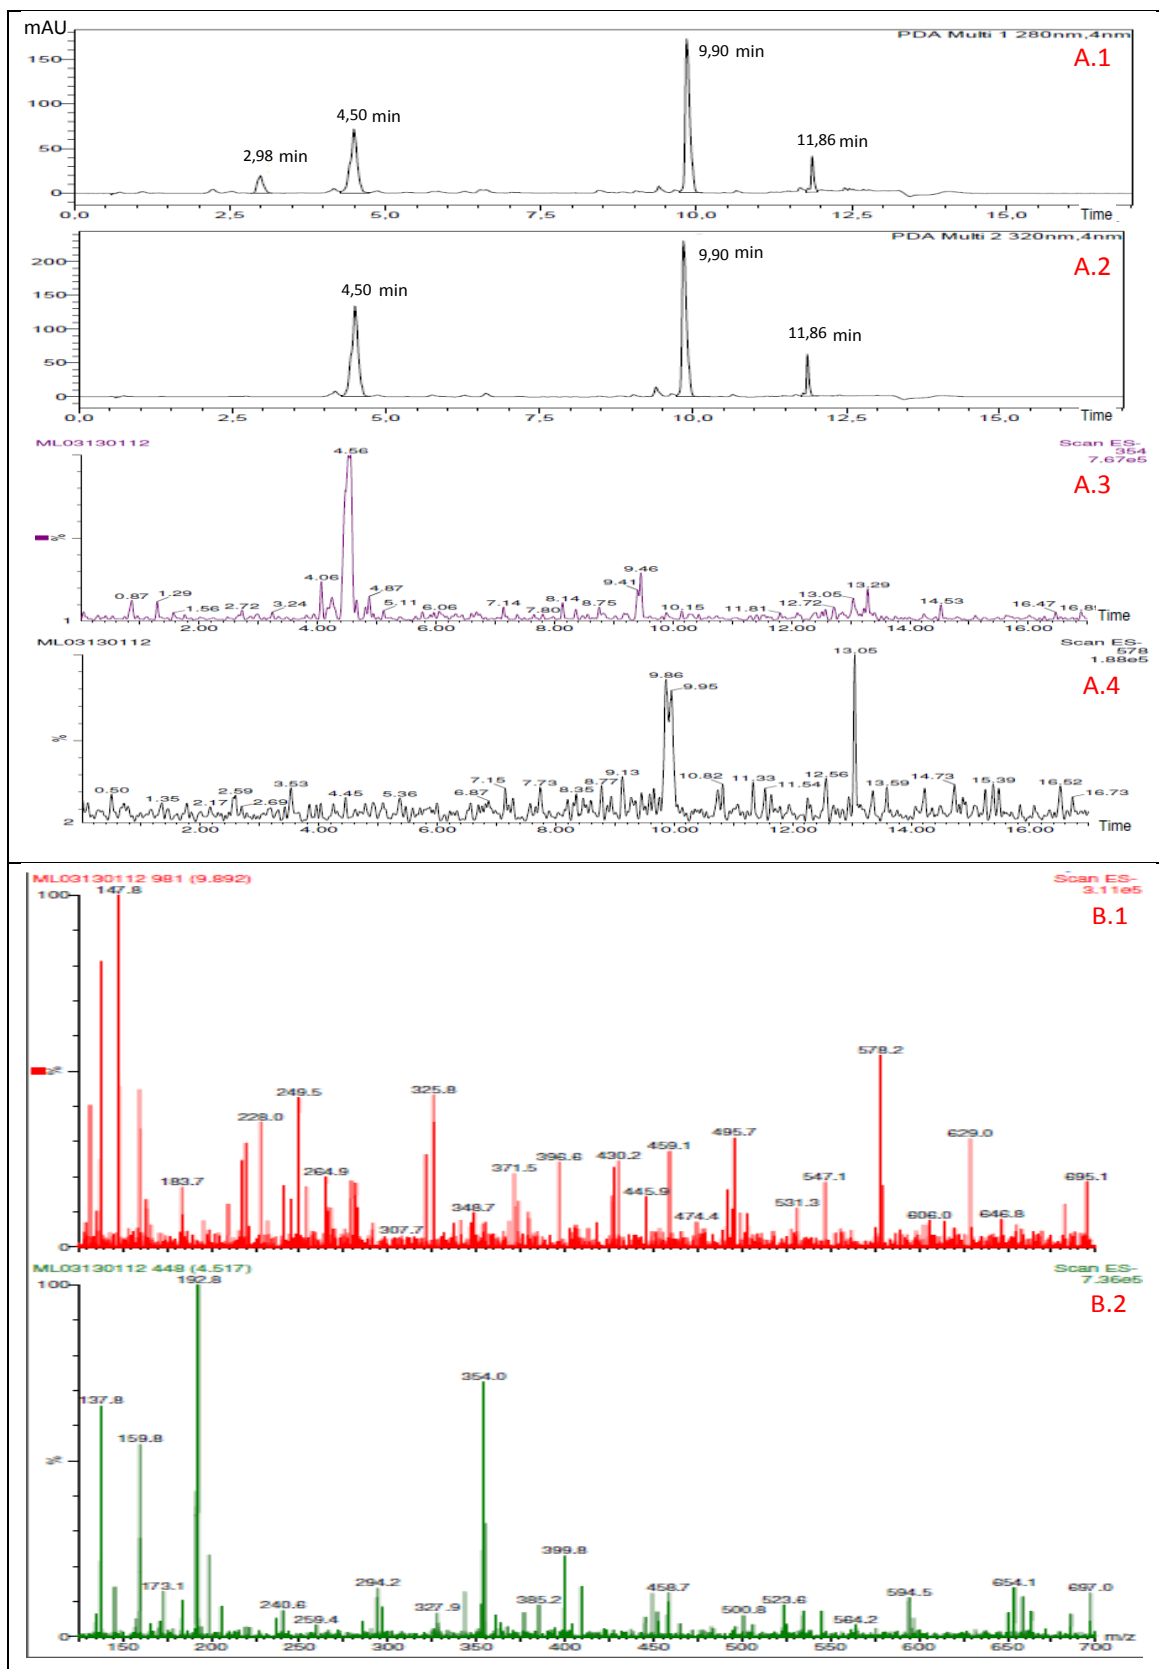 mAU
PDA Multi 1 280nm,4nm
A.1
150
100
50
0
2,98 min
4,50 min
9,90 min
11,86 min
0,0 2,5 5,0 7,5 10,0 12,5 15,0 Time
PDA Multi 2 320nm,4nm
A.2
200
150
100
50
0
4,50 min
9,90 min
11,86 min
0,0 2,5 5,0 7,5 10,0 12,5 15,0 Time
ML03130112
Scan ES-
354
7.67e5
A.3
%
1
0.87 1.29 1.56 2.72 3.24 4.06 4.56 4.87 5.11 6.06 7.14 7.80 8.14 8.75 9.41 9.46 10.15 11.81 12.72 13.05 13.29 14.53 16.47
2.00 4.00 6.00 8.00 10.00 12.00 14.00 16.00 Time
ML03130112
Scan ES-
578
1.88e5
A.4
%
2
0.50 1.35 2.17 2.59 2.69 3.53 4.45 5.36 6.87 7.15 7.73 8.35 8.77 9.13 9.86 9.95 10.82 11.33 11.54 12.56 13.05 13.59 14.73 15.39 16.52 16.73
2.00 4.00 6.00 8.00 10.00 12.00 14.00 16.00 Time
ML03130112 981 (9.892)
Scan ES-
3.11e5
B.1
100
%
0
147.8 183.7 228.0 249.5 264.9 307.7 325.8 348.7 371.5 396.6 430.2 445.9 459.1 474.4 495.7 531.3 547.1 578.2 606.0 629.0 646.8 695.1
ML03130112 448 (4.517)
Scan ES-
7.36e5
B.2
100
%
0
137.8 159.8 173.1 192.8 240.6 259.4 294.2 327.9 354.0 385.2 399.8 458.7 500.8 523.6 564.2 594.5 654.1 697.0
150 200 250 300 350 400 450 500 550 600 650 700 m/z